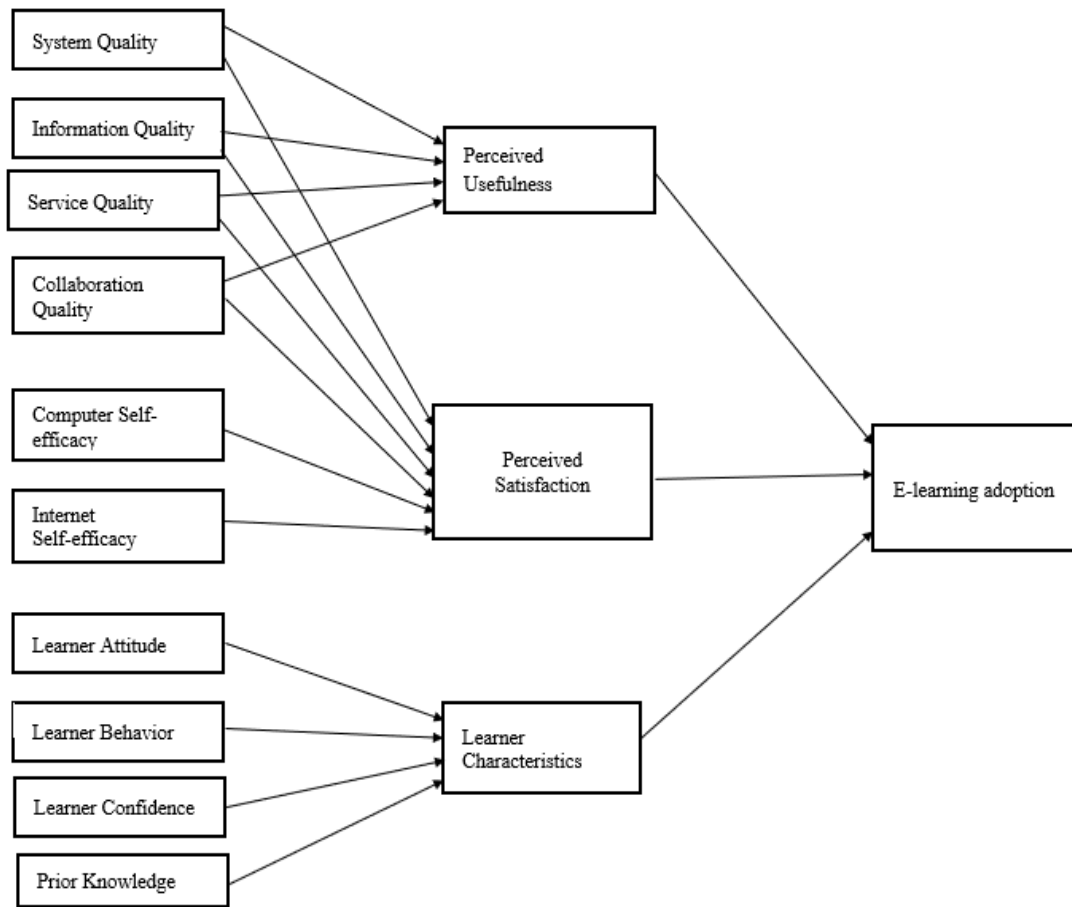 System Quality
Information Quality
Service Quality
Collaboration
Quality
Computer Self-
efficacy
Internet
Self-efficacy
Learner Attitude
Learner Behavior
Learner Confidence
Prior Knowledge
Perceived
Usefulness
Perceived
Satisfaction
Learner
Characteristics
E-learning adoption